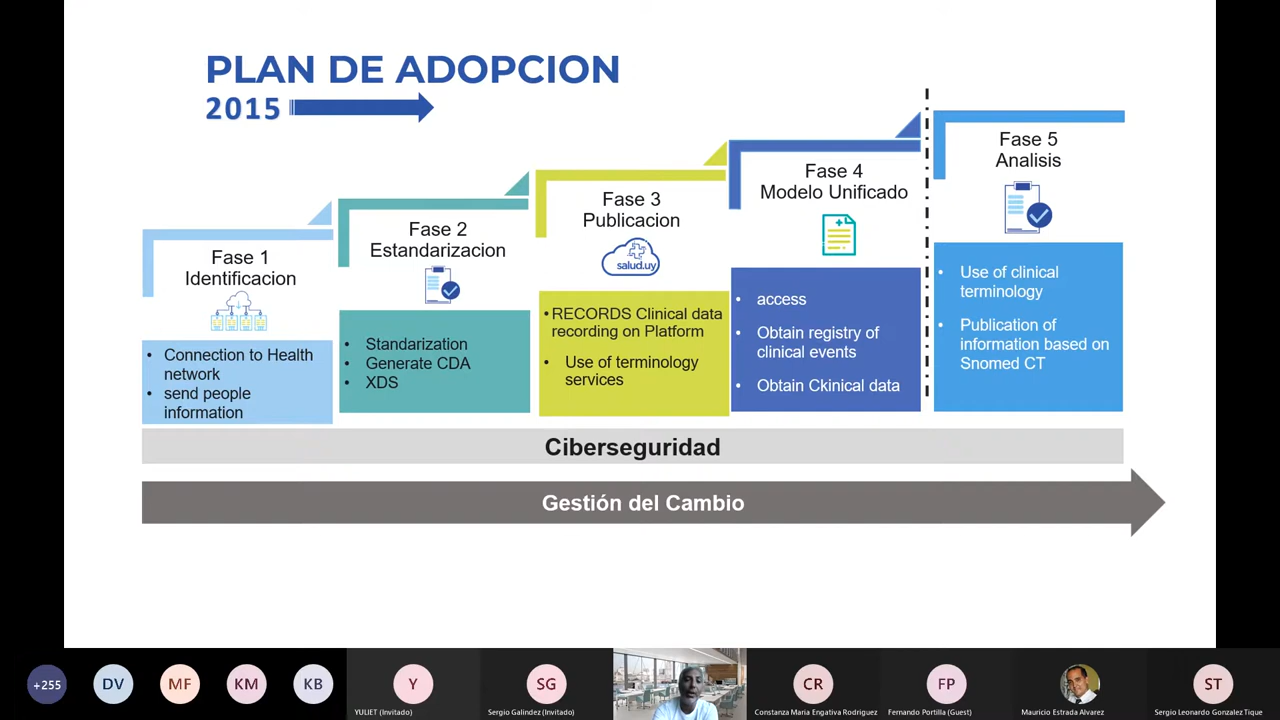 PLAN DE ADOPCION
2015
Fase 1
Identificacion
Connection to Health
network
send people
information
Fase 2
Estandarizacion
Standarization
Generate CDA
XDS
Fase 3
Publicacion
salud.uy
RECORDS Clinical data
recording on Platform
Use of terminology
services
Fase 4
Modelo Unificado
access
Obtain registry of
clinical events
Obtain Ckinical data
Fase 5
Analisis
Use of clinical
terminology
Publication of
information based on
Snomed CT
Ciberseguridad
Gestión del Cambio
+255
DV
MF
KM
KB
Y
YULIET (Invitado)
SG
Sergio Galindez (Invitado)
CR
Constanza Maria Engativa Rodriguez
FP
Fernando Portilla (Guest)
Mauricio Estrada Alvarez
ST
Sergio Leonardo Gonzalez Tique